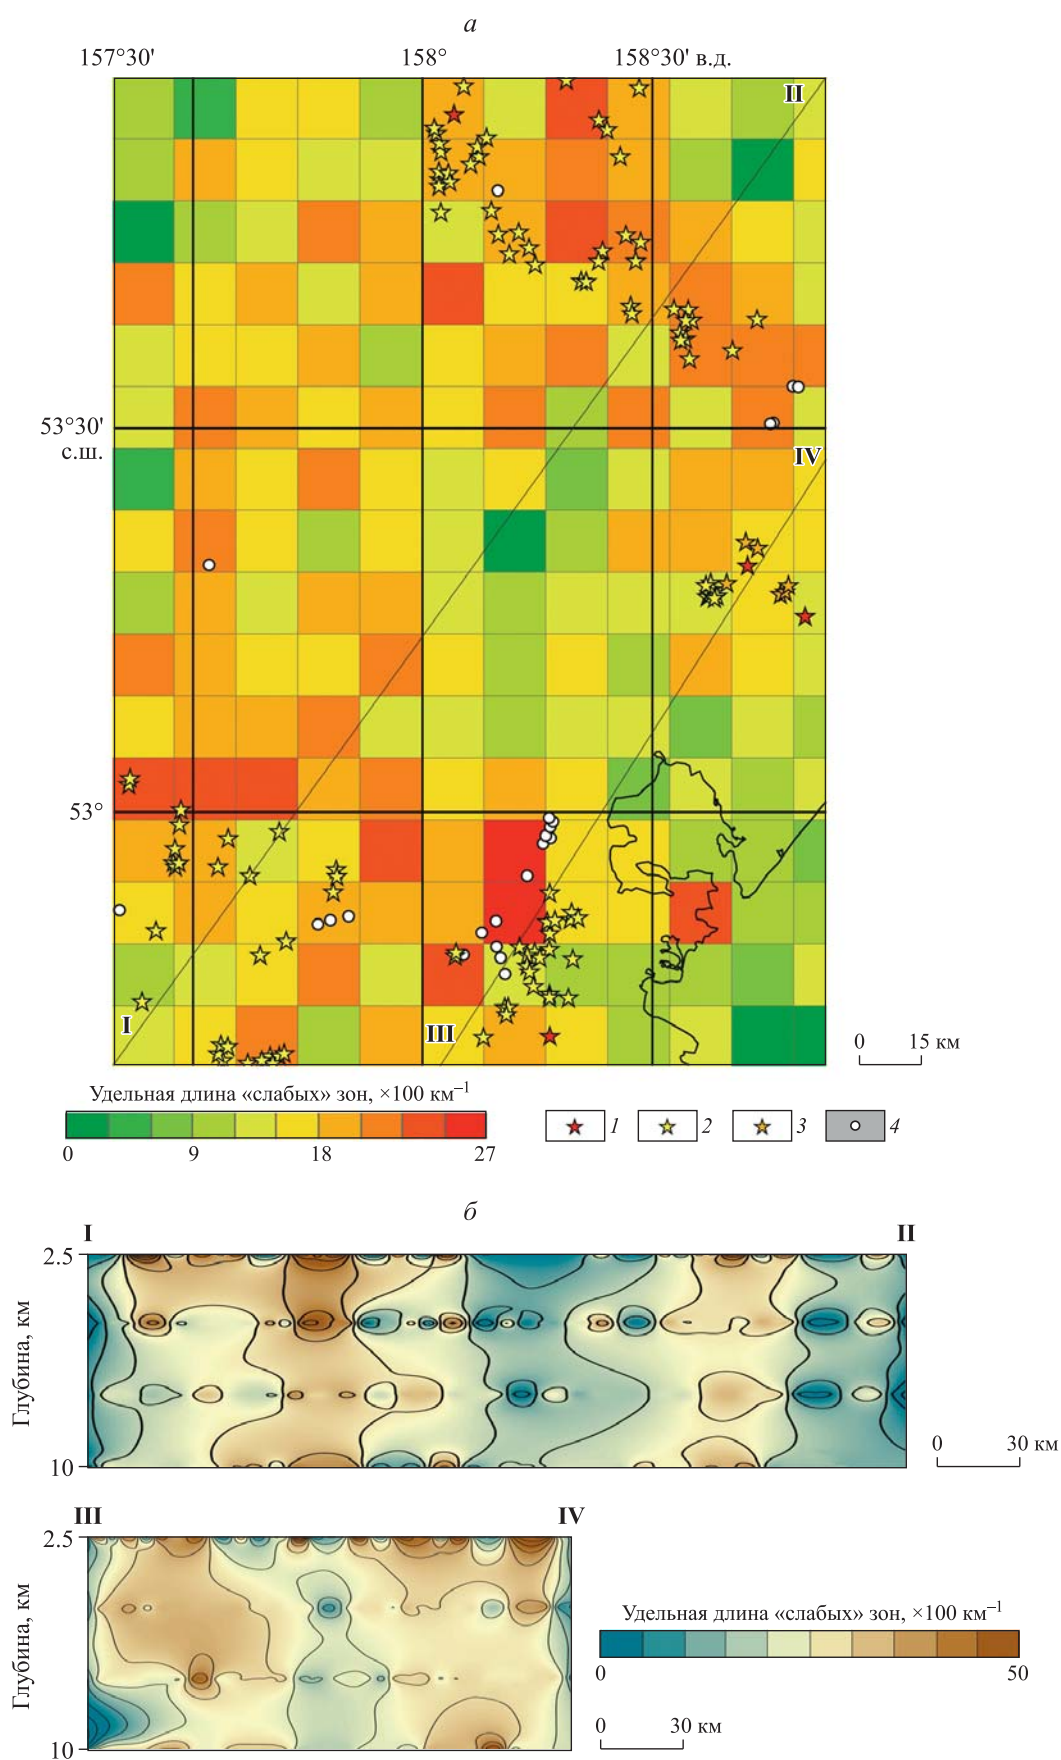 а
157°30' 158° 158°30' в.д.
II
53°30'
с.ш.
IV
53°
I
III
0 15 км
Удельная длина «слабых» зон, ×100 км⁻¹
0 9 18 27
1 2 3 4
б
I II
2.5
Глубина, км
10
0 30 км
III IV
2.5
Глубина, км
10
Удельная длина «слабых» зон, ×100 км⁻¹
0 50
0 30 км